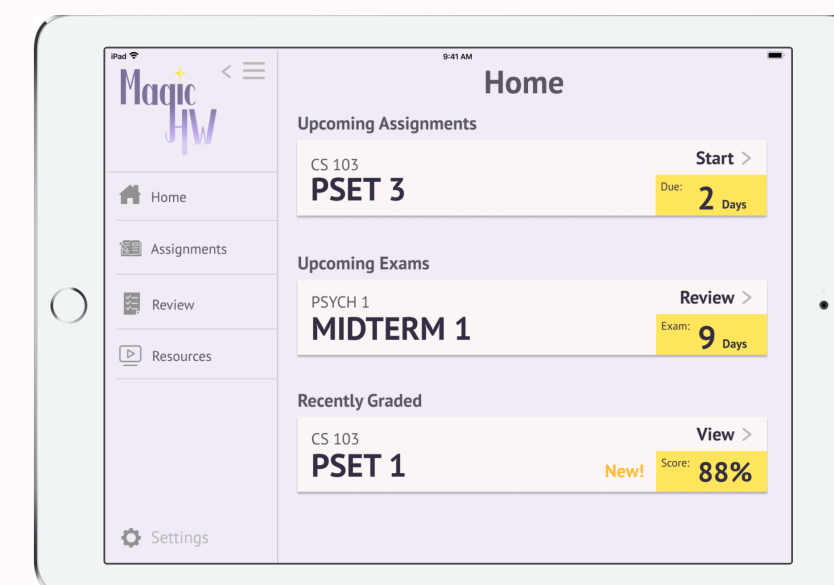 iPad
9:41 AM
Magic
HW
Home
Assignments
Review
Resources
Settings
Home
Upcoming Assignments
CS 103
PSET 3
Start
Due: 2 Days
Upcoming Exams
PSYCH 1
MIDTERM 1
Review
Exam: 9 Days
Recently Graded
CS 103
PSET 1
New!
View
Score: 88%